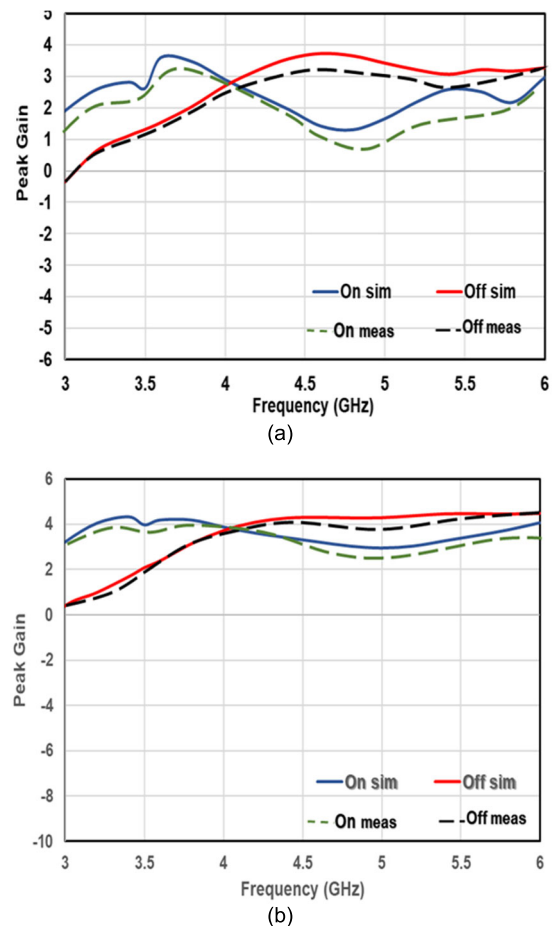 5
4
3
2
1
0
-1
-2
-3
-4
-5
-6
Peak Gain
On sim
Off sim
On meas
Off meas
3
3.5
4
4.5
5
5.5
6
Frequency (GHz)
(a)
6
4
2
0
-2
-4
-6
-8
-10
Peak Gain
On sim
Off sim
On meas
Off meas
3
3.5
4
4.5
5
5.5
6
Frequency (GHz)
(b)